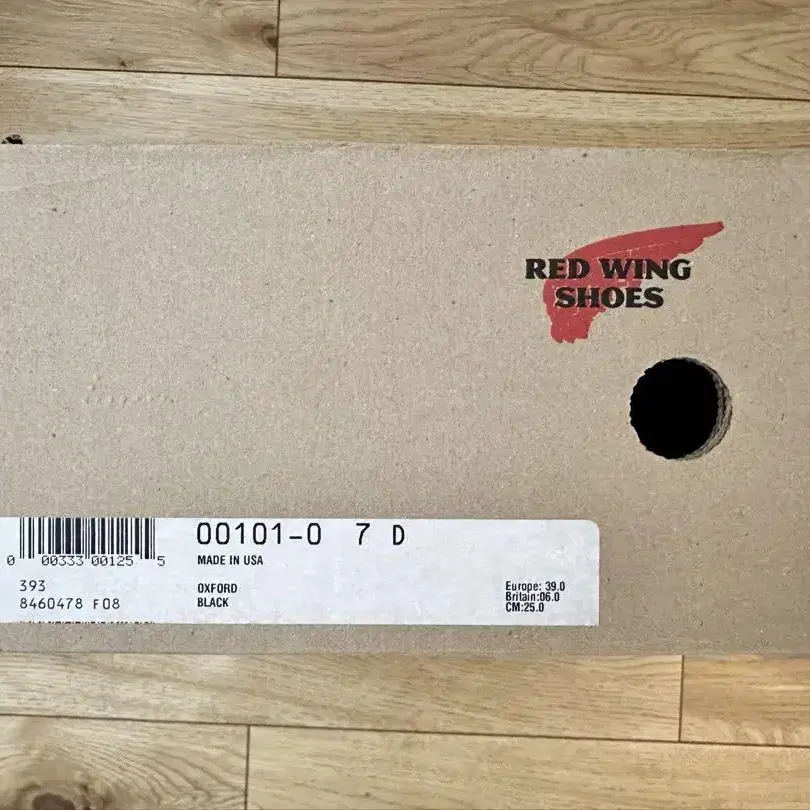 RED WING
SHOES
00101-0 7 D
MADE IN USA
0 00333 00125 5
393
8460478 F08
OXFORD
BLACK
Europe: 39.0
Britain:06.0
CM:25.0